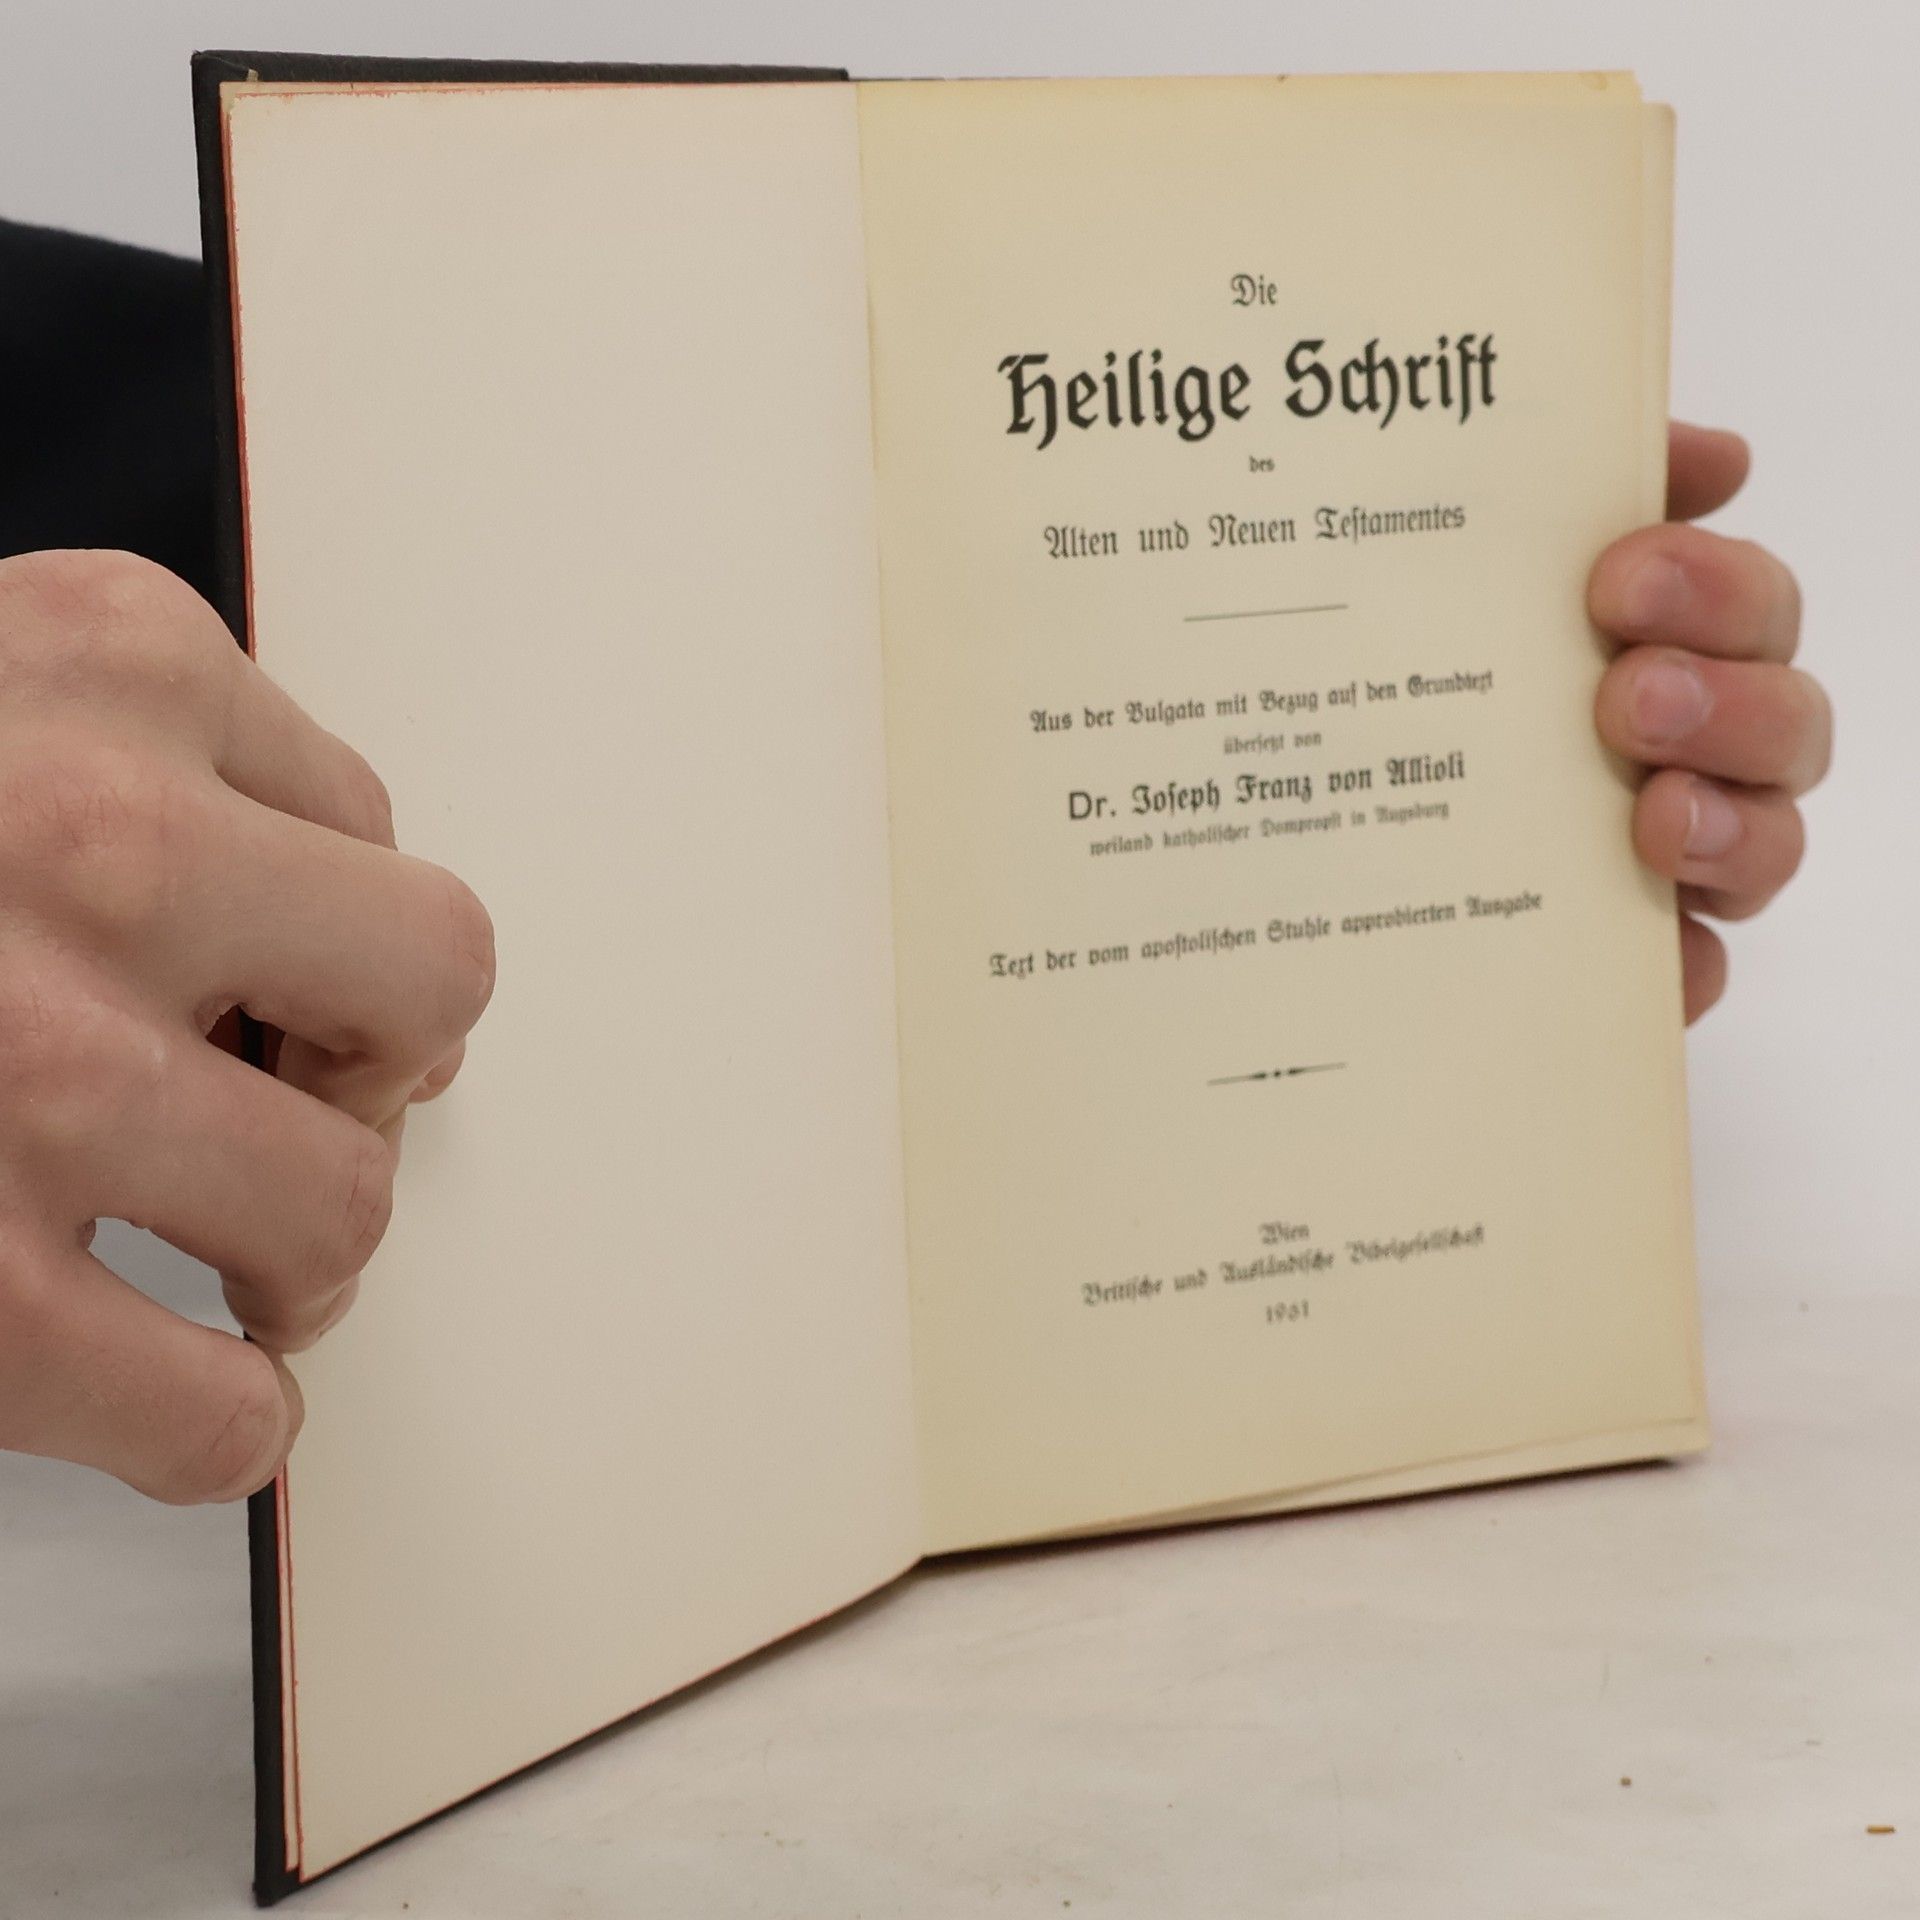 Die
Heilige Schrift
des
Alten und Neuen Testamentes
Aus der Vulgata mit Bezug auf den Grundtext
übersetzt von
Dr. Joseph Franz von Allioli
weiland katholischer Dompropst in Augsburg
Text der vom apostolischen Stuhle approbierten Ausgabe
Wien
Britische und Ausländische Bibelgesellschaft
1961